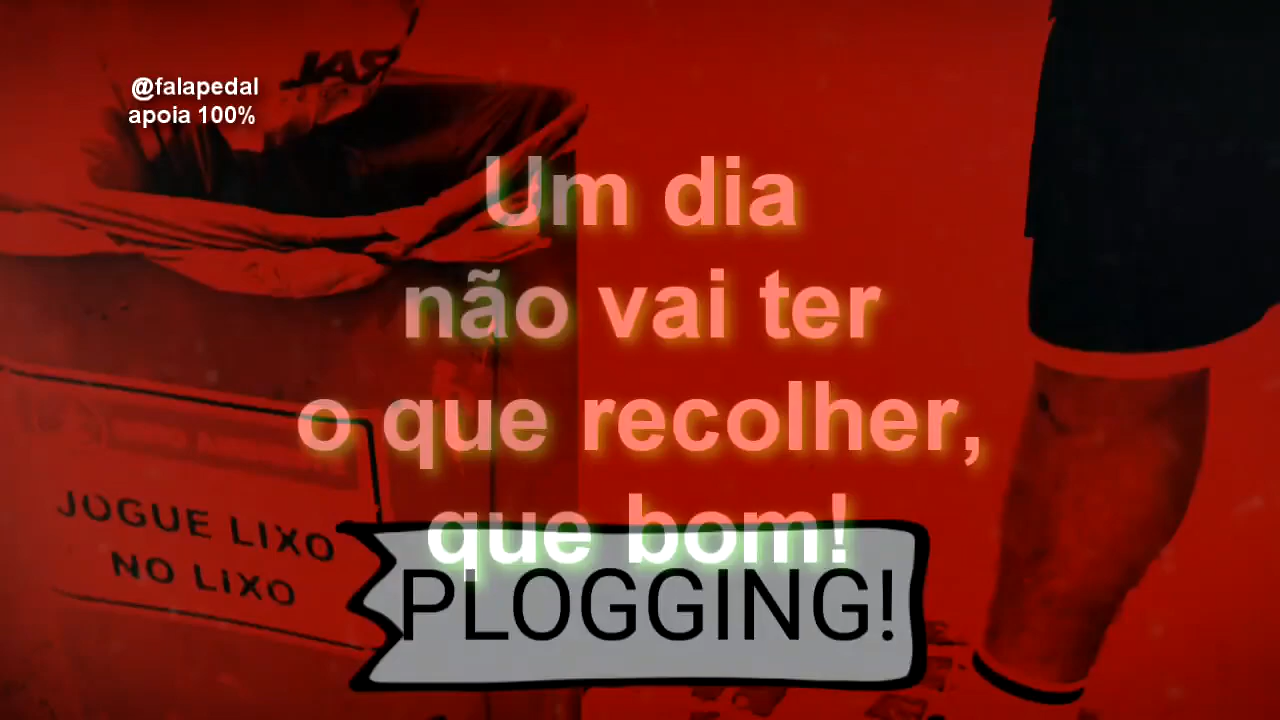 @falapedal
apoia 100%
Um dia
não vai ter
o que recolher,
que bom!
JOGUE LIXO
NO LIXO
PLOGGING!